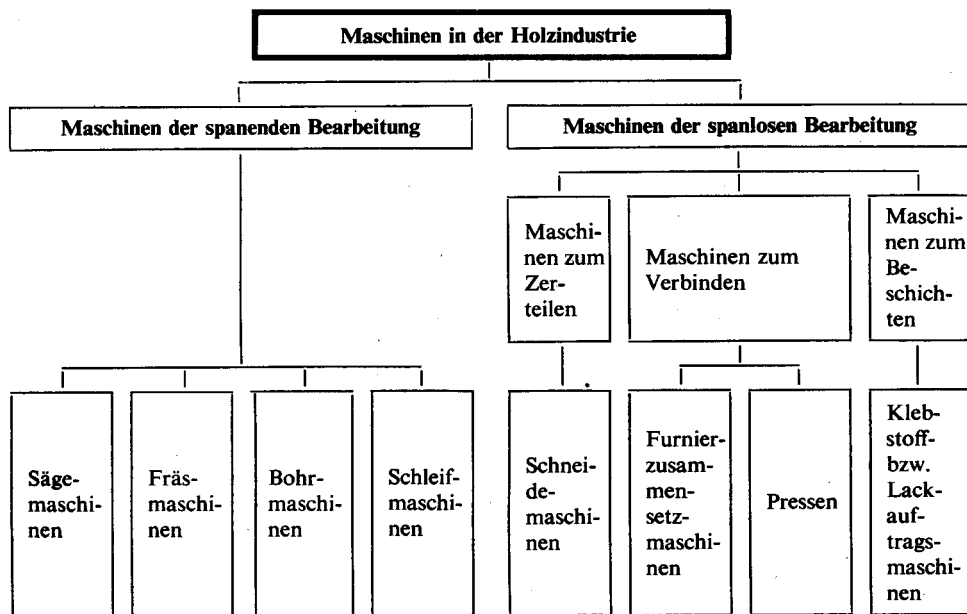 Maschinen in der Holzindustrie
Maschinen der spanenden Bearbeitung
Maschinen der spanlosen Bearbeitung
Maschi-
nen zum
Zer-
teilen
Maschinen zum
Verbinden
Maschi-
nen zum
Be-
schich-
ten
Säge-
maschi-
nen
Fräs-
maschi-
nen
Bohr-
maschi-
nen
Schleif-
maschi-
nen
Schnei-
de-
maschi-
nen
Furnier-
zusam-
men-
setz-
maschi-
nen
Pressen
Kleb-
stoff-
bzw.
Lack-
auf-
trags-
maschi-
nen